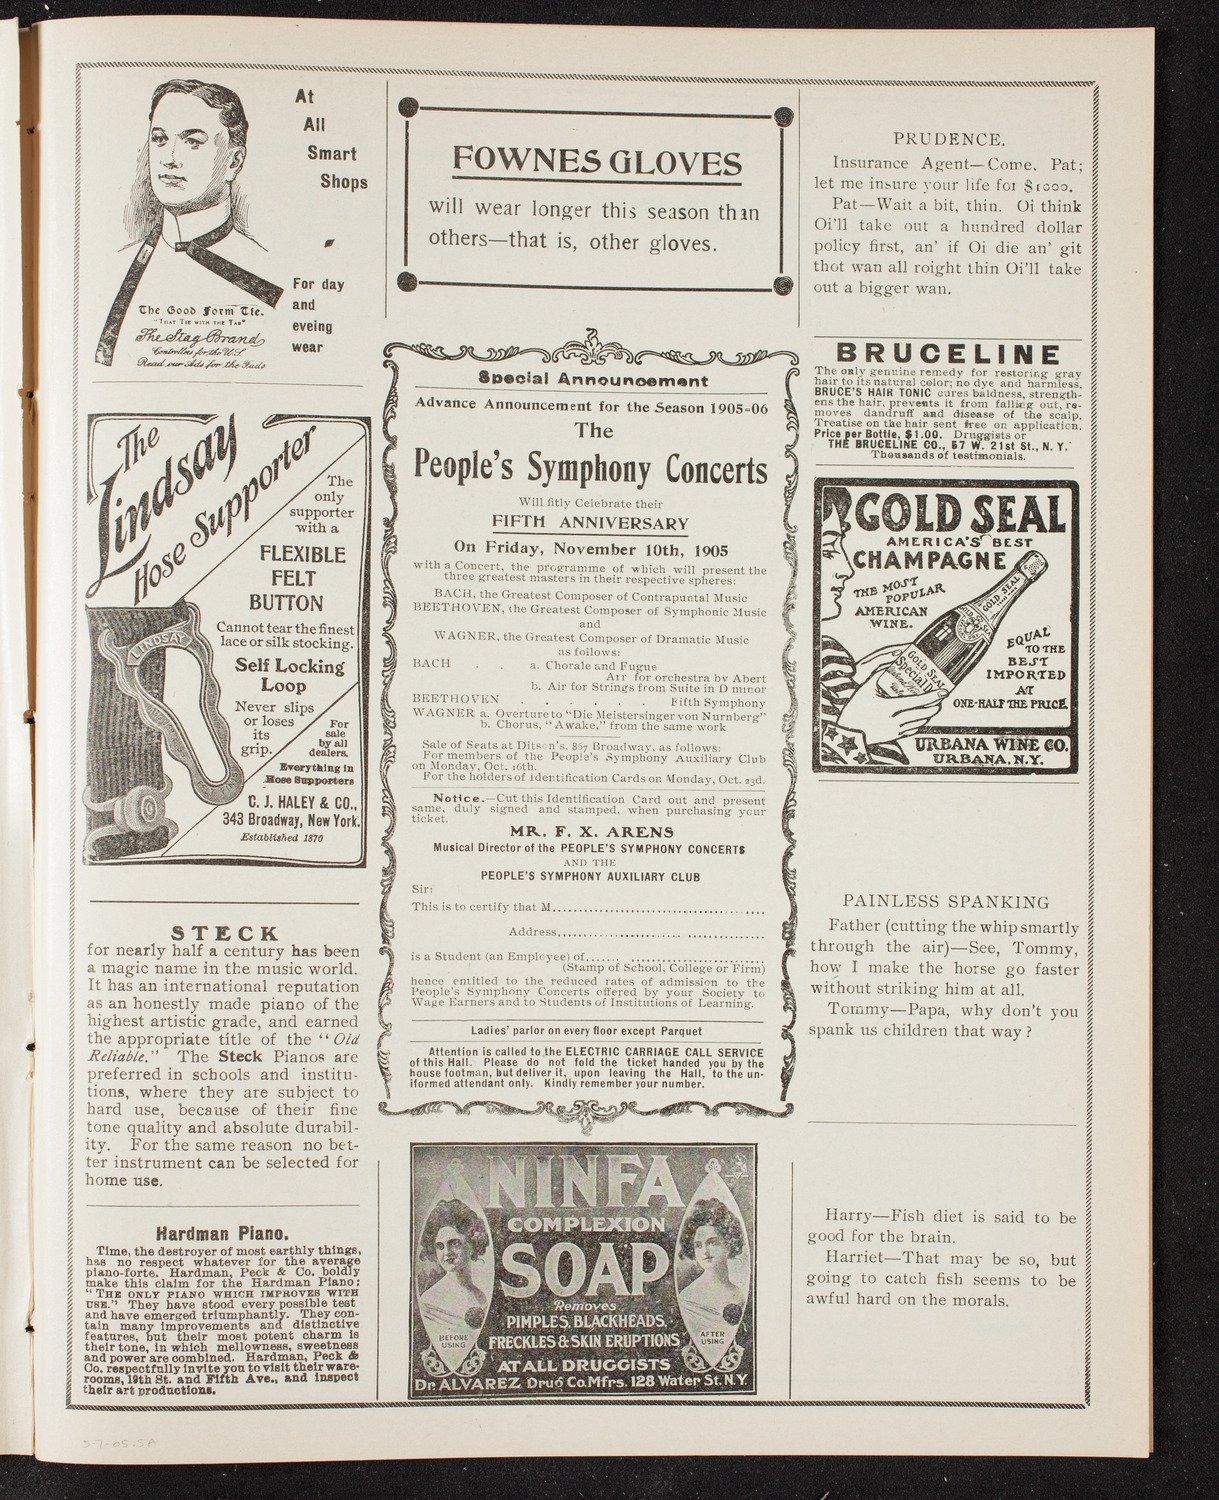 At
All
Smart
Shops
For day
and
eveing
wear
The Good Form Tie.
"That Tie with the Tab"
The Stag Brand
Controllors for the U.S.
Read our Ads for the Fads
The
Lindsay
Hose Supporter
The
only
supporter
with a
FLEXIBLE
FELT
BUTTON
Cannot tear the finest
lace or silk stocking.
Self Locking
Loop
Never slips
or loses
its
grip.
For
sale
by all
dealers.
Everything in
Hose Supporters
LINDSAY
C. J. HALEY & CO.,
343 Broadway, New York.
Established 1870
STECK
for nearly half a century has been
a magic name in the music world.
It has an international reputation
as an honestly made piano of the
highest artistic grade, and earned
the appropriate title of the "Old
Reliable." The Steck Pianos are
preferred in schools and institu-
tions, where they are subject to
hard use, because of their fine
tone quality and absolute durabil-
ity. For the same reason no bet-
ter instrument can be selected for
home use.
Hardman Piano.
Time, the destroyer of most earthly things,
has no respect whatever for the average
piano-forte. Hardman, Peck & Co. boldly
make this claim for the Hardman Piano:
"THE ONLY PIANO WHICH IMPROVES WITH
USE." They have stood every possible test
and have emerged triumphantly. They con-
tain many improvements and distinctive
features, but their most potent charm is
their tone, in which mellowness, sweetness
and power are combined. Hardman, Peck &
Co. respectfully invite you to visit their ware-
rooms, 19th St. and Fifth Ave., and inspect
their art productions.
FOWNES GLOVES
will wear longer this season than
others—that is, other gloves.
Special Announcement
Advance Announcement for the Season 1905-06
The
People's Symphony Concerts
Will fitly Celebrate their
FIFTH ANNIVERSARY
On Friday, November 10th, 1905
with a Concert, the programme of which will present the
three greatest masters in their respective spheres:
BACH, the Greatest Composer of Contrapuntal Music
BEETHOVEN, the Greatest Composer of Symphonic Music
and
WAGNER, the Greatest Composer of Dramatic Music
as follows:
BACH . . a. Chorale and Fugue
Arr for orchestra by Abert
b. Air for Strings from Suite in D minor
BEETHOVEN . . . . . . Fifth Symphony
WAGNER a. Overture to "Die Meistersinger von Nurnberg"
b. Chorus, "Awake," from the same work
Sale of Seats at Ditson's, 867 Broadway, as follows:
For members of the People's Symphony Auxiliary Club
on Monday, Oct. 16th.
For the holders of Identification Cards on Monday, Oct. 23d.
Notice.—Cut this Identification Card out and present
same, duly signed and stamped, when purchasing your
ticket.
MR. F. X. ARENS
Musical Director of the PEOPLE'S SYMPHONY CONCERTS
AND THE
PEOPLE'S SYMPHONY AUXILIARY CLUB
Sir:
This is to certify that M........................................
Address........................................
is a Student (an Employee) of..............................
(Stamp of School, College or Firm)
hence entitled to the reduced rates of admission to the
People's Symphony Concerts offered by your Society to
Wage Earners and to Students of Institutions of Learning.
Ladies' parlor on every floor except Parquet
Attention is called to the ELECTRIC CARRIAGE CALL SERVICE
of this Hall. Please do not fold the ticket handed you by the
house footman, but deliver it, upon leaving the Hall, to the un-
iformed attendant only. Kindly remember your number.
NINFA
COMPLEXION
SOAP
Removes
PIMPLES, BLACKHEADS,
FRECKLES & SKIN ERUPTIONS
BEFORE
USING
AFTER
USING
AT ALL DRUGGISTS
Dr. ALVAREZ Drug Co. Mfrs. 128 Water St. N.Y.
PRUDENCE.
Insurance Agent—Come, Pat;
let me insure your life for $1000.
Pat—Wait a bit, thin. Oi think
Oi'll take out a hundred dollar
policy first, an' if Oi die an' git
thot wan all roight thin Oi'll take
out a bigger wan.
BRUCELINE
The only genuine remedy for restoring gray
hair to its natural color; no dye and harmless.
BRUCE'S HAIR TONIC cures baldness, strength-
ens the hair, prevents it from falling out, re-
moves dandruff and disease of the scalp.
Treatise on the hair sent free on application.
Price per Bottle, $1.00. Druggists or
THE BRUCELINE CO., 57 W. 21st St., N. Y.
Thousands of testimonials.
GOLD SEAL
AMERICA'S BEST
CHAMPAGNE
THE MOST
POPULAR
AMERICAN
WINE.
GOLD SEAL
GOLD SEAL
Special Dry
EQUAL
TO THE
BEST
IMPORTED
AT
ONE-HALF THE PRICE
URBANA WINE CO.
URBANA, N.Y.
PAINLESS SPANKING
Father (cutting the whip smartly
through the air)—See, Tommy,
how I make the horse go faster
without striking him at all.
Tommy—Papa, why don't you
spank us children that way?
Harry—Fish diet is said to be
good for the brain.
Harriet—That may be so, but
going to catch fish seems to be
awful hard on the morals.